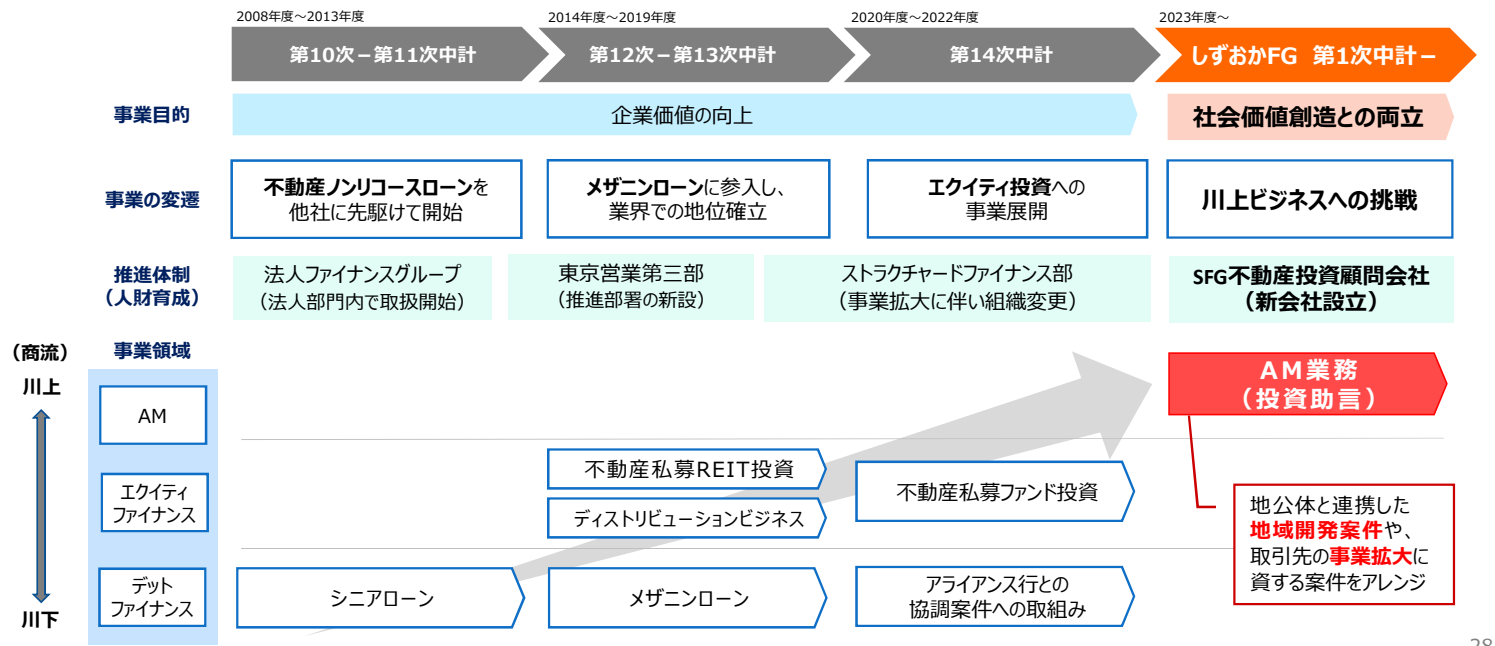 2008年度～2013年度
2014年度～2019年度
2020年度～2022年度
2023年度～
第10次－第11次中計
第12次－第13次中計
第14次中計
しずおかFG 第1次中計－
事業目的
企業価値の向上
社会価値創造との両立
事業の変遷
不動産ノンリコースローンを
他社に先駆けて開始
メザニンローンに参入し、
業界での地位確立
エクイティ投資への
事業展開
川上ビジネスへの挑戦
推進体制
（人財育成）
法人ファイナンスグループ
（法人部門内で取扱開始）
東京営業第三部
（推進部署の新設）
ストラクチャードファイナンス部
（事業拡大に伴い組織変更）
SFG不動産投資顧問会社
（新会社設立）
（商流）
事業領域
川上
川下
AM
AM業務
（投資助言）
エクイティ
ファイナンス
不動産私募REIT投資
ディストリビューションビジネス
不動産私募ファンド投資
地公体と連携した
地域開発案件や、
取引先の事業拡大に
資する案件をアレンジ
デット
ファイナンス
シニアローン
メザニンローン
アライアンス行との
協調案件への取組み
28